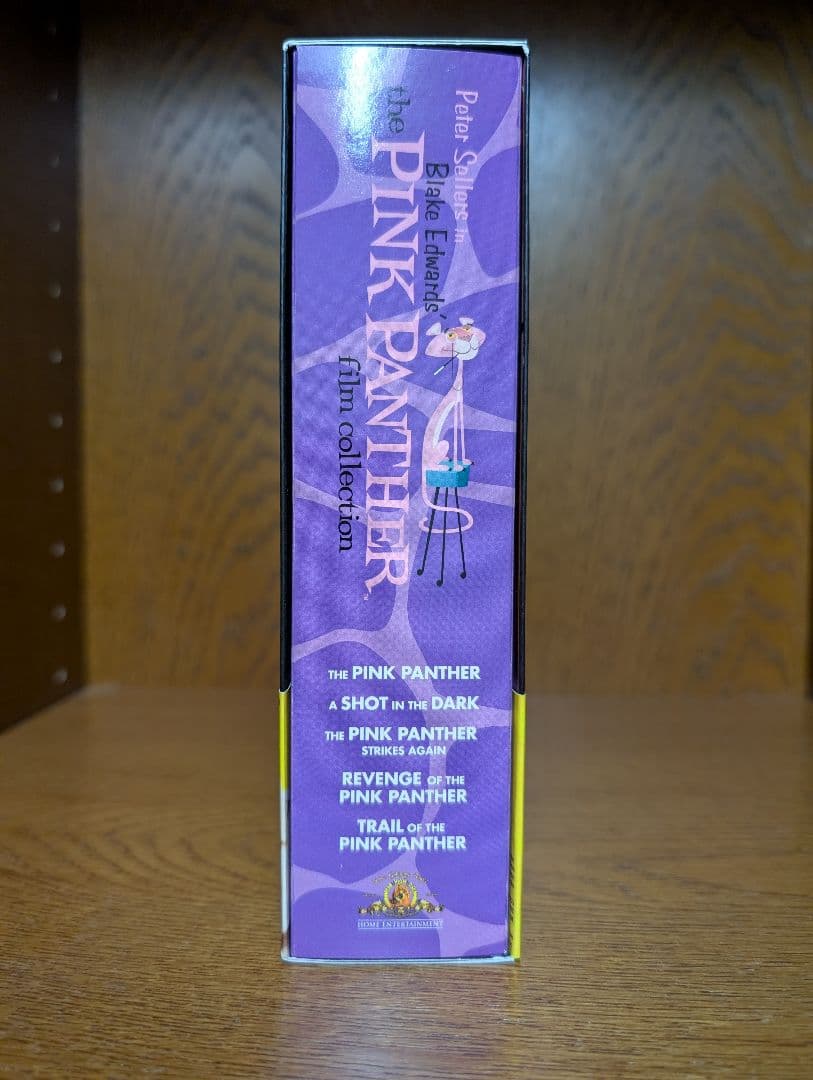 Peter Sellers in
Blake Edwards'
the PINK PANTHER™
film collection
THE PINK PANTHER
A SHOT IN THE DARK
THE PINK PANTHER
STRIKES AGAIN
REVENGE OF THE
PINK PANTHER
TRAIL OF THE
PINK PANTHER
HOME ENTERTAINMENT